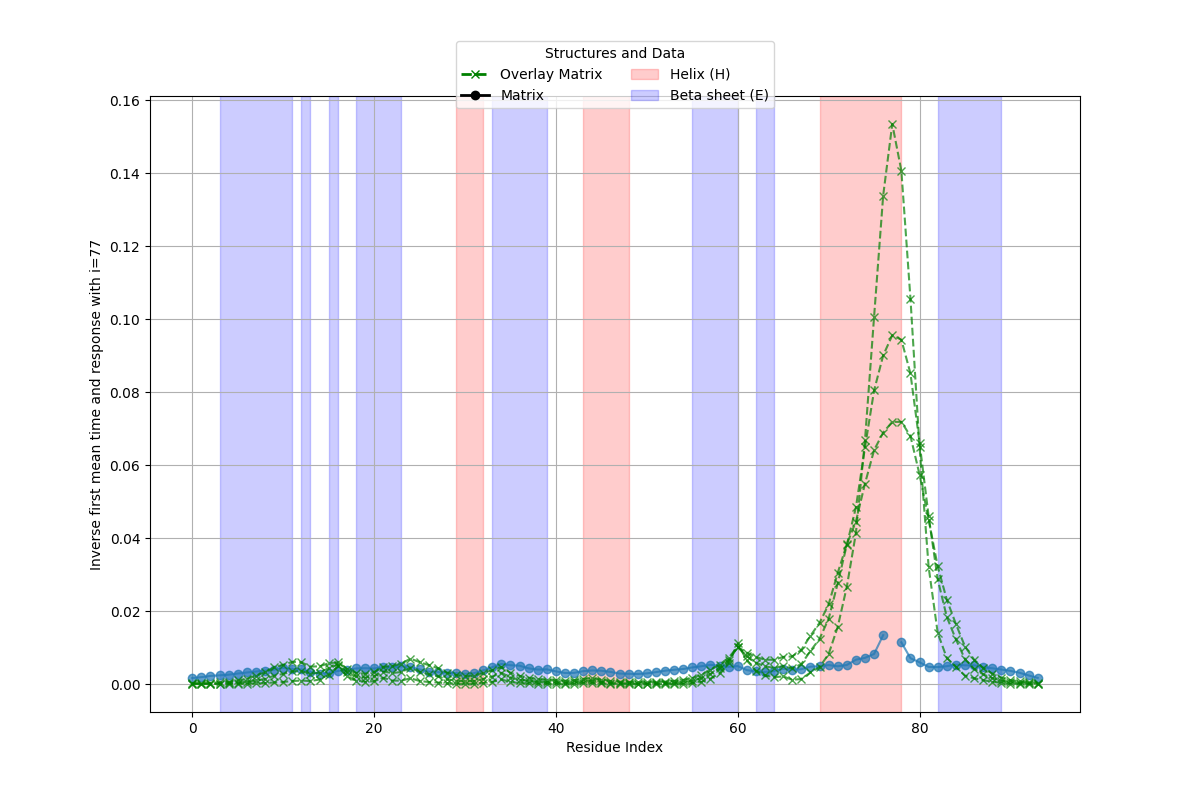 Structures and Data
Overlay Matrix
Helix (H)
Matrix
Beta sheet (E)
0.16
0.14
0.12
0.10
0.08
0.06
0.04
0.02
0.00
Inverse first mean time and response with i=77
0 20 40 60 80
Residue Index